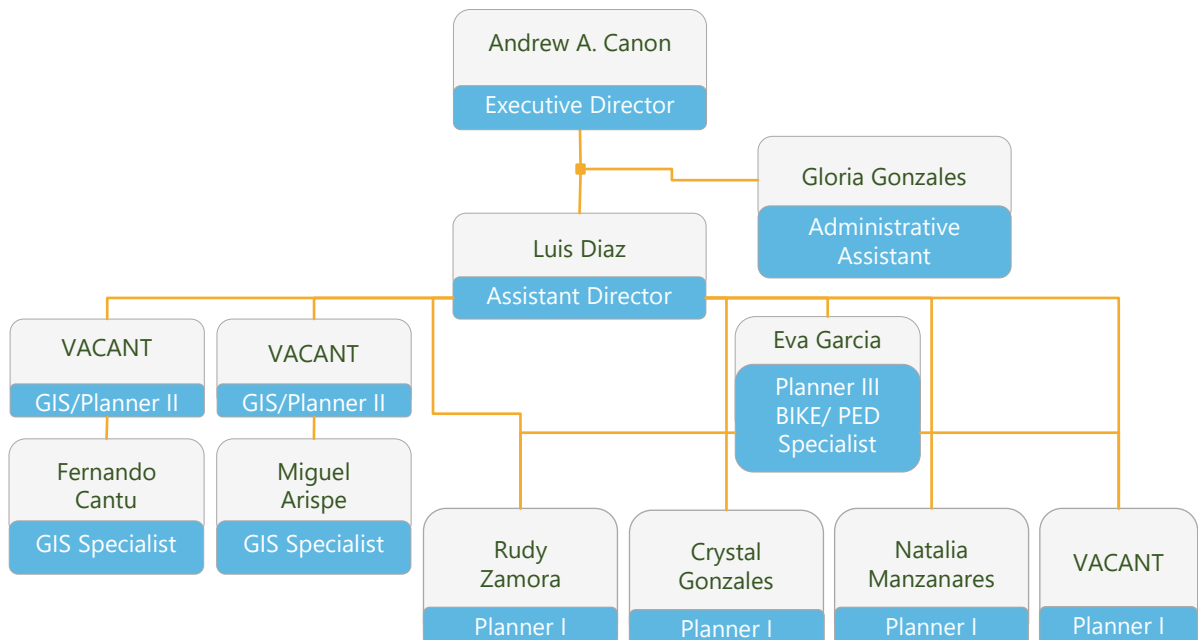 Andrew A. Canon
Executive Director
Gloria Gonzales
Administrative
Assistant
Luis Diaz
Assistant Director
VACANT
GIS/Planner II
VACANT
GIS/Planner II
Eva Garcia
Planner III
BIKE/ PED
Specialist
Fernando
Cantu
GIS Specialist
Miguel
Arispe
GIS Specialist
Rudy
Zamora
Planner I
Crystal
Gonzales
Planner I
Natalia
Manzanares
Planner I
VACANT
Planner I